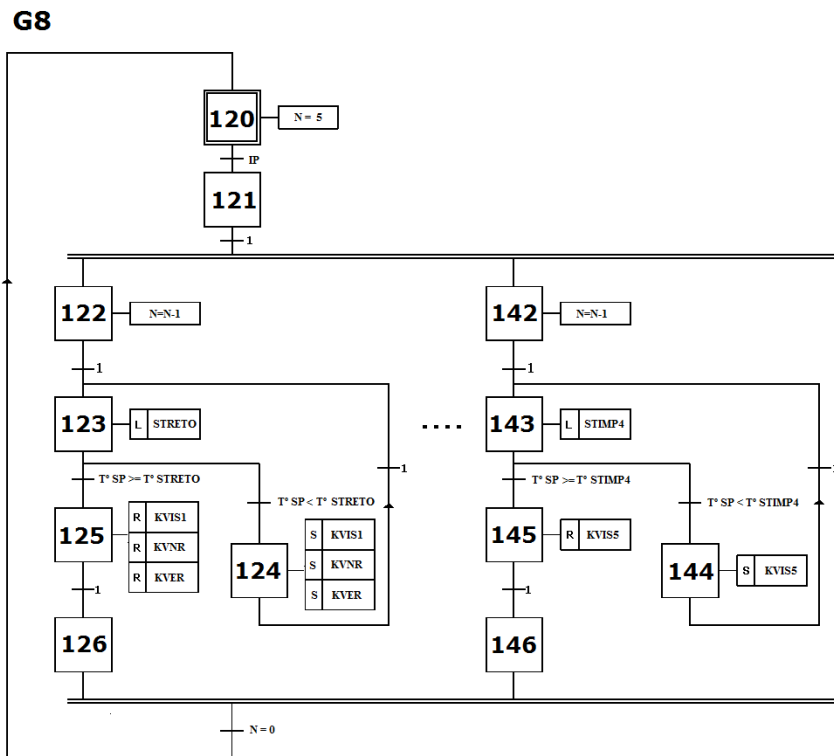 G8
120
N = 5
IP
121
1
122
N=N-1
142
N=N-1
1
1
123
L STRETO
143
L STIMP4
1
1
T° SP >= T° STRETO
T° SP < T° STRETO
T° SP >= T° STIMP4
T° SP < T° STIMP4
125
R KVIS1
R KVNR
R KVER
124
S KVIS1
S KVNR
S KVER
145
R KVIS5
144
S KVIS5
1
1
126
146
N = 0